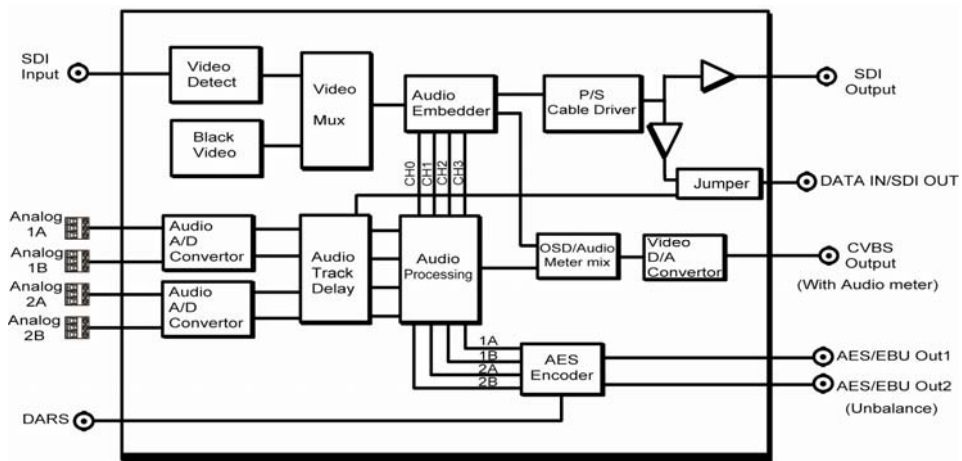 SDI
Input
Video
Detect
Black
Video
Video
Mux
Audio
Embedder
P/S
Cable Driver
SDI
Output
Jumper
DATA IN/SDI OUT
CH0
CH1
CH2
CH3
Analog
1A
Analog
1B
Analog
2A
Analog
2B
Audio
A/D
Convertor
Audio
A/D
Convertor
Audio
Track
Delay
Audio
Processing
OSD/Audio
Meter mix
Video
D/A
Convertor
CVBS
Output
(With Audio meter)
1A
1B
2A
2B
AES
Encoder
AES/EBU Out1
AES/EBU Out2
(Unbalance)
DARS